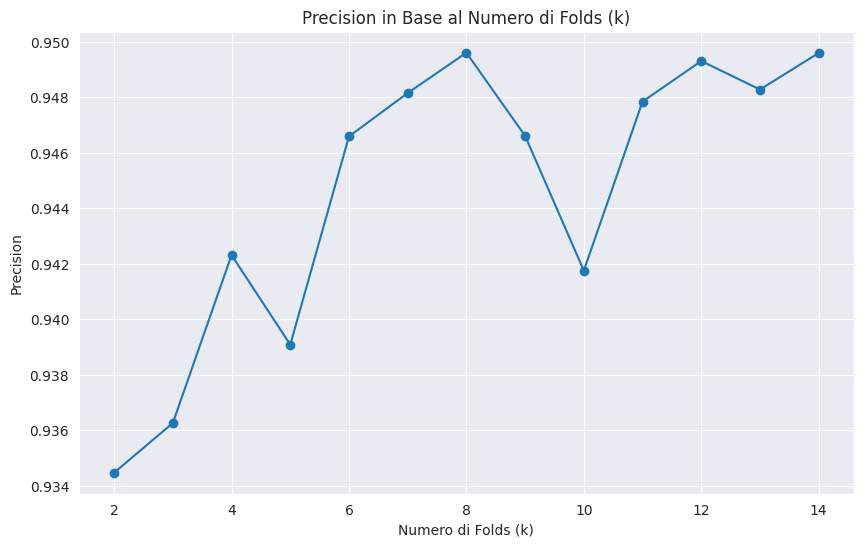 Precision in Base al Numero di Folds (k)
0.950
0.948
0.946
0.944
0.942
0.940
0.938
0.936
0.934
Precision
2 4 6 8 10 12 14
Numero di Folds (k)